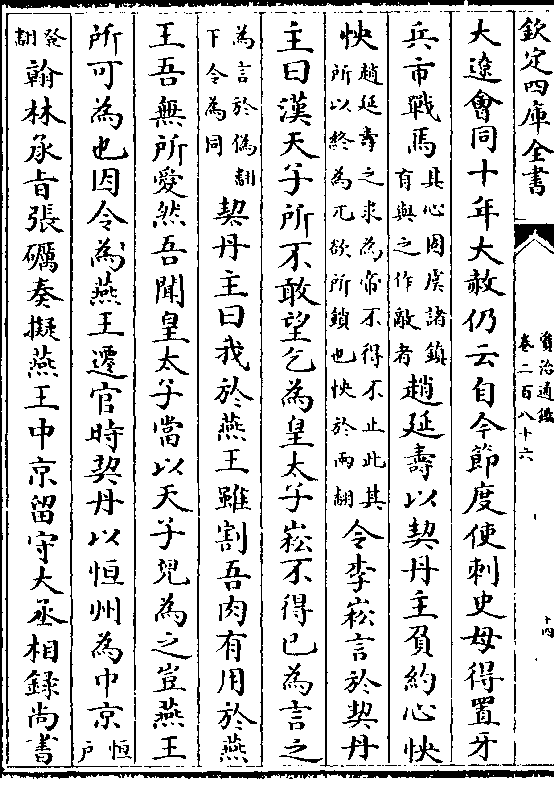 欽定四庫全書
資治通鑑
卷二百八十六
十四
大遼會同十年大赦仍云自今節度使刺史毋得置牙
兵市戰馬其心固虞諸鎮有與之作敵者趙延壽以契丹主負約心怏
怏趙延壽之求為帝不得不止此其所以終為兀欲所鎖也怏於兩翻令李崧言於契丹
主曰漢天子所不敢望乞為皇太子崧不得已為言之
為言於偽翻下令為同契丹主曰我於燕王雖割吾肉有用於燕
王吾無所愛然吾聞皇太子當以天子兒為之豈燕王
所可為也因令為燕王遷官時契丹以恒州為中京恒戶
登翻翰林承旨張礪奏擬燕王中京留守大丞相錄尚書